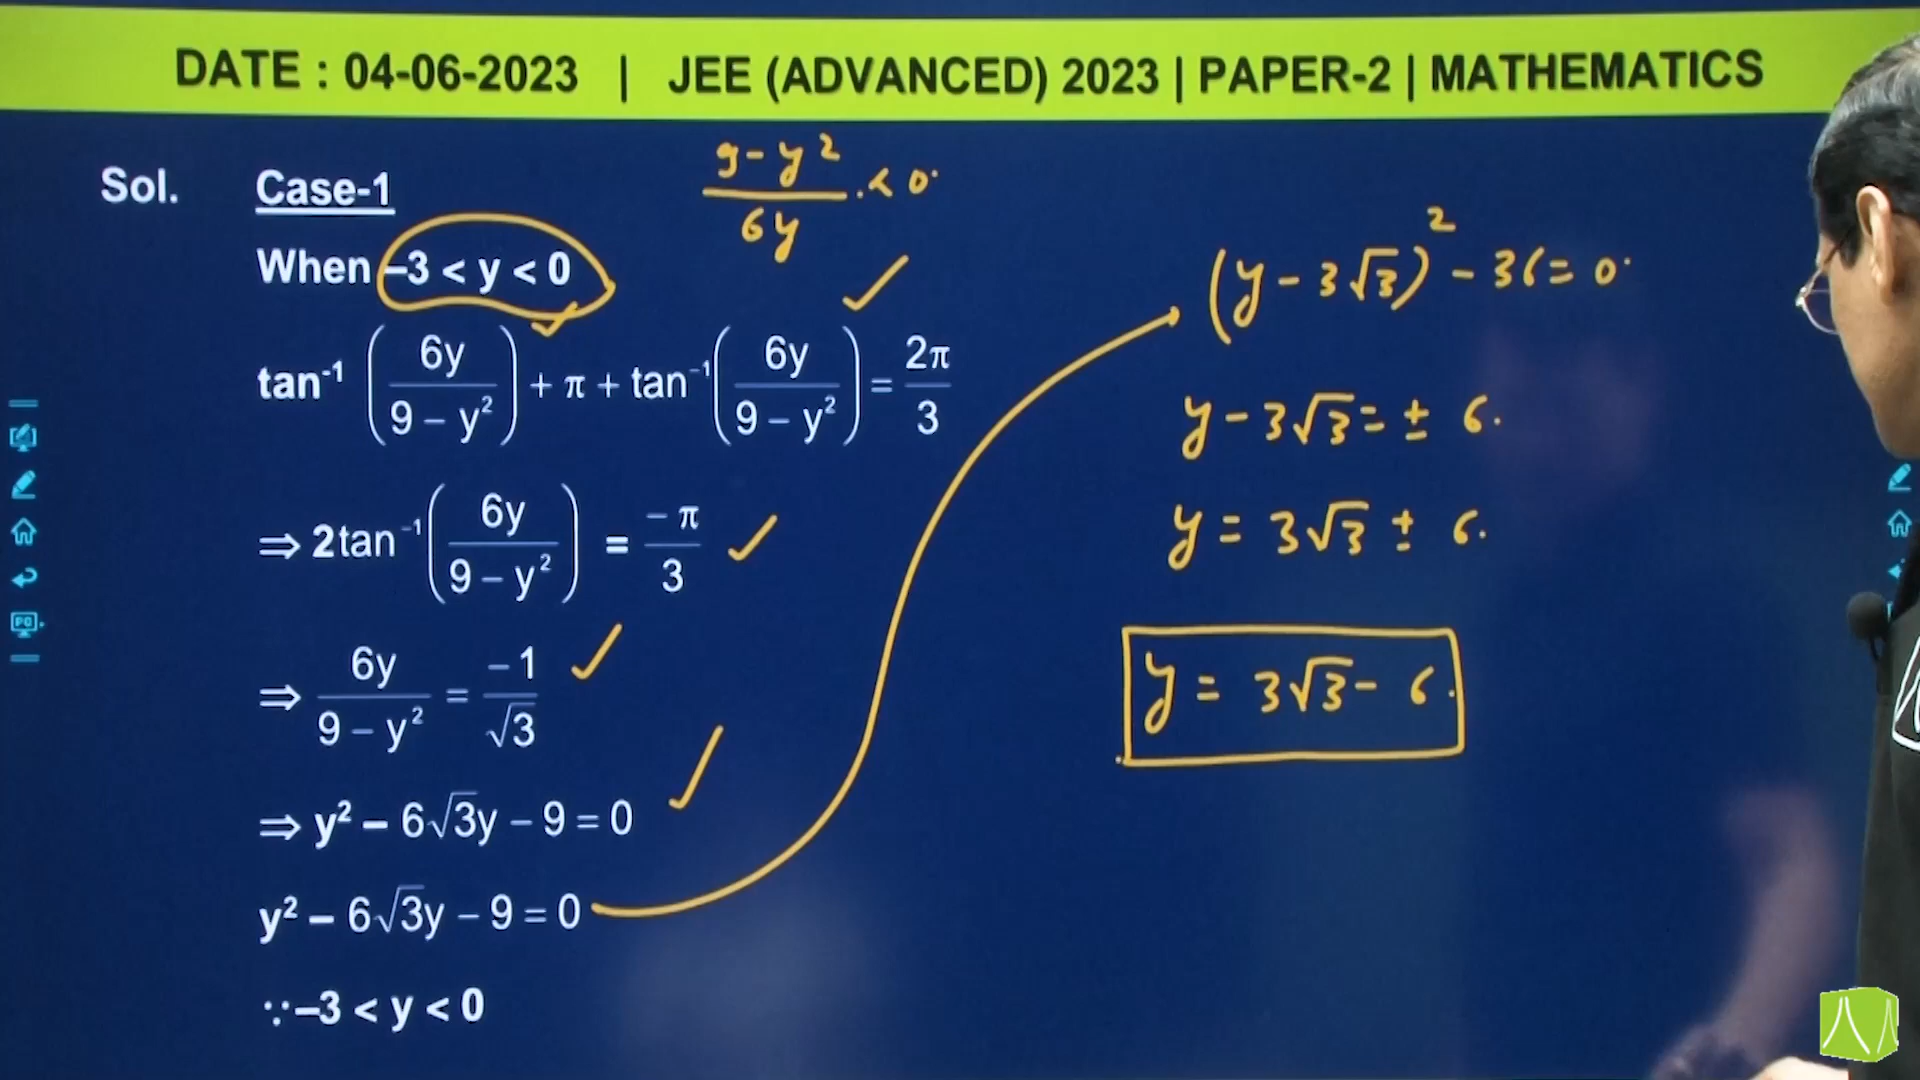 DATE : 04-06-2023 | JEE (ADVANCED) 2023 | PAPER-2 | MATHEMATICS
Sol. Case-1
(9 - y²)/(6y) < 0
When –3 < y < 0
tan⁻¹(6y/(9 – y²)) + π + tan⁻¹(6y/(9 – y²)) = 2π/3
⇒ 2tan⁻¹(6y/(9 – y²)) = –π/3
⇒ 6y/(9 – y²) = –1/√3
⇒ y² – 6√3y – 9 = 0
y² – 6√3y – 9 = 0
∵ –3 < y < 0
(y - 3√3)² - 36 = 0
y - 3√3 = ± 6
y = 3√3 ± 6
y = 3√3 - 6
PC